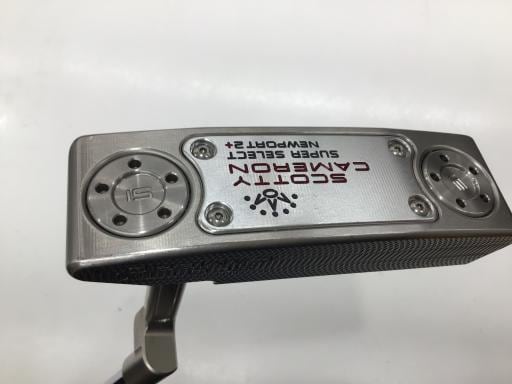 SCOTTY
CAMERON
SUPER SELECT
NEWPORT 2+